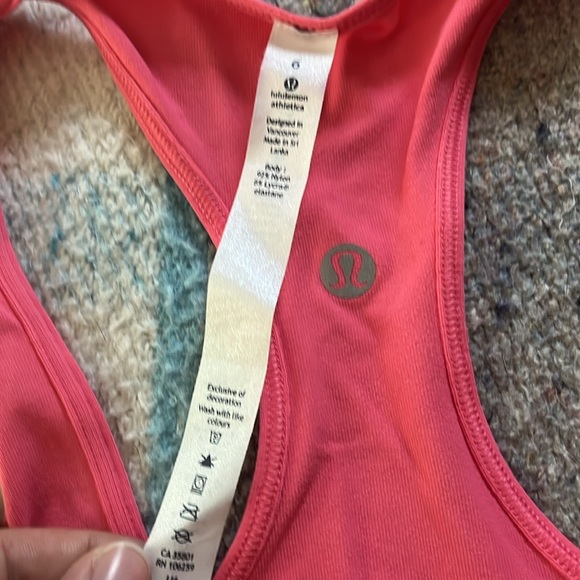 6
lululemon
athletica
Designed in
Vancouver
Made in Sri
Lanka
Body :
92% Nylon
8% Lycra®
elastane
Exclusive of
decoration
Wash with like
colours
CA 35801
RN 106259